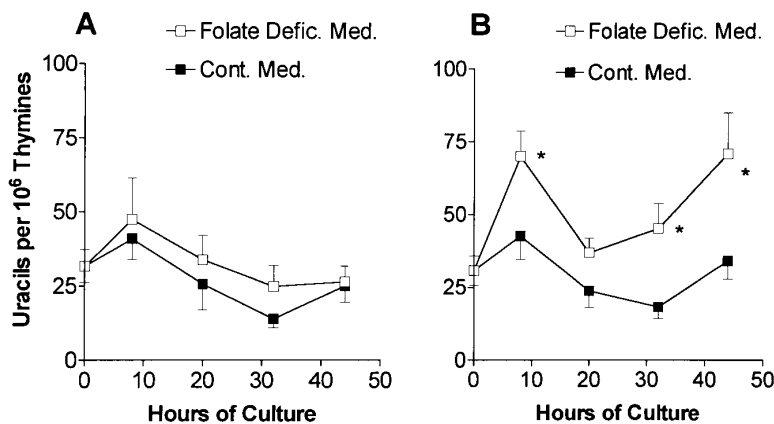 A
Folate Defic. Med.
Cont. Med.
Uracils per 10⁶ Thymines
100
75
50
25
0
0 10 20 30 40 50
Hours of Culture
B
Folate Defic. Med.
Cont. Med.
100
75
50
25
0
*
*
*
0 10 20 30 40 50
Hours of Culture